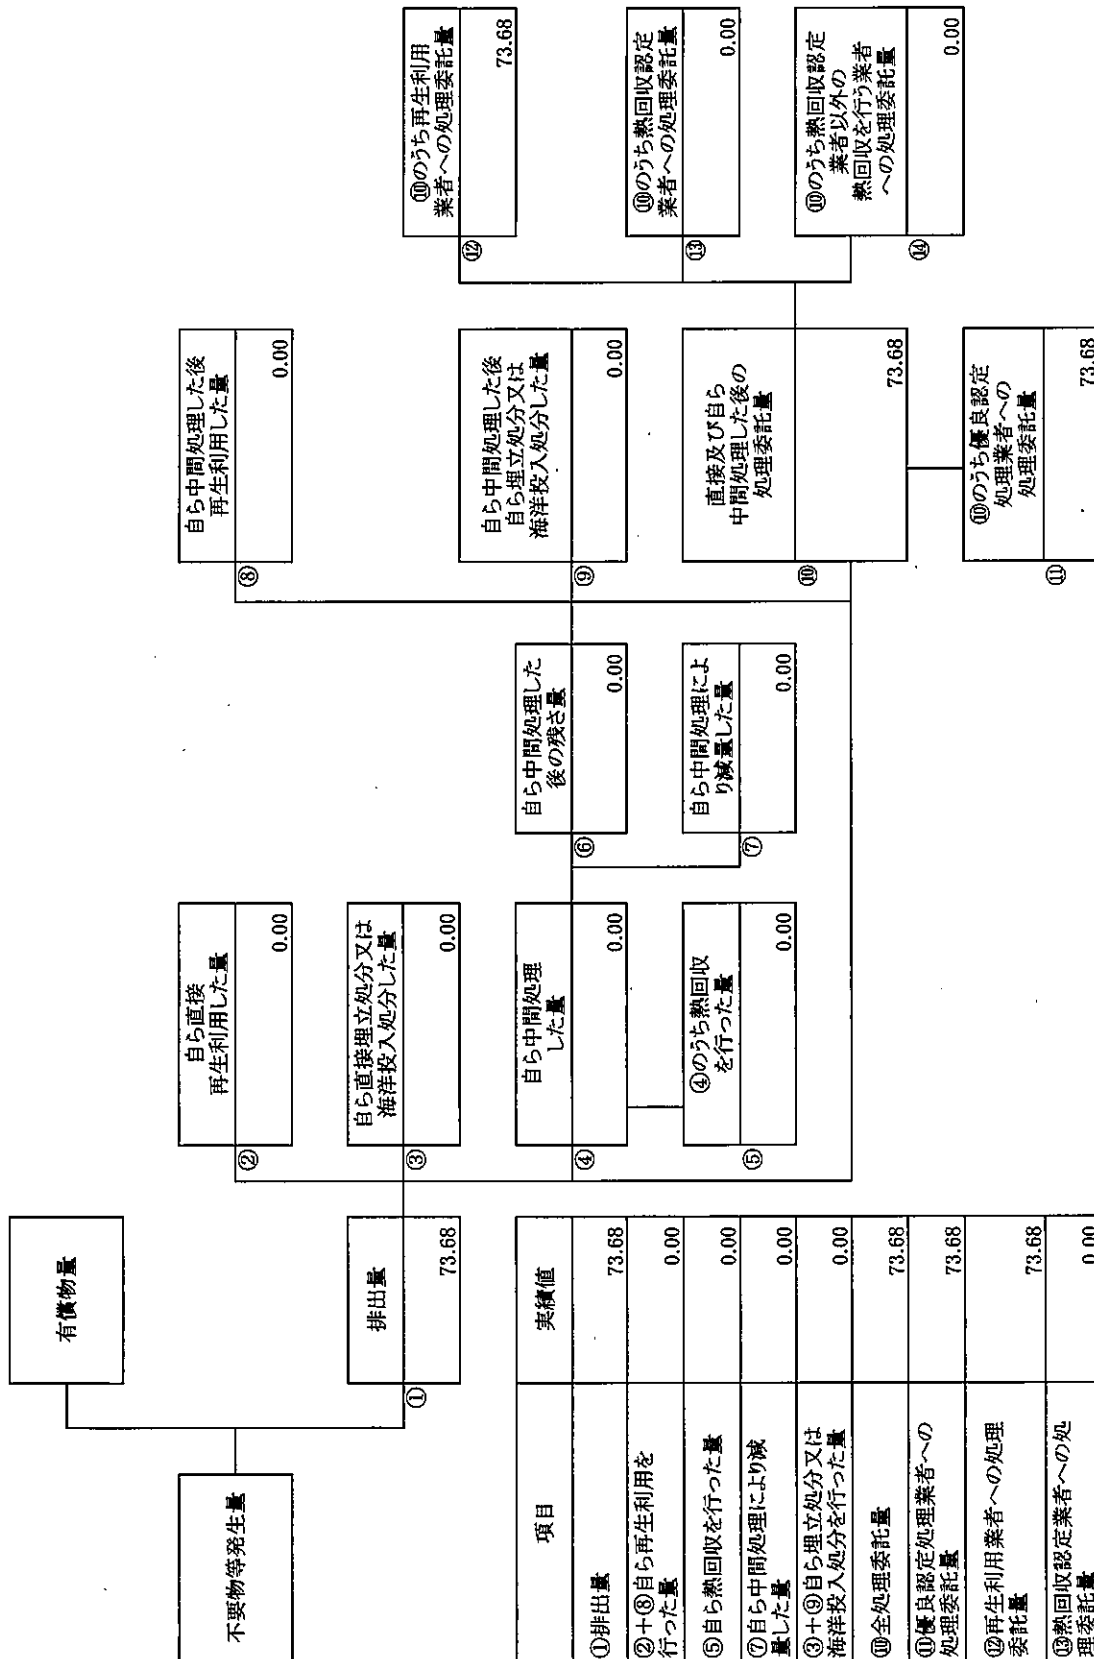 不要物等発生量
有償物量
排出量
①
73.68
自ら直接
再生利用した量
②
0.00
自ら直接埋立処分又は
海洋投入処分した量
③
0.00
自ら中間処理
した量
④
0.00
④のうち熱回収
を行った量
⑤
0.00
自ら中間処理した
後の残さ量
⑥
0.00
自ら中間処理によ
り減量した量
⑦
0.00
自ら中間処理した後
再生利用した量
⑧
0.00
自ら中間処理した後
自ら埋立処分又は
海洋投入処分した量
⑨
0.00
直接及び自ら
中間処理した後の
処理委託量
⑩
73.68
⑩のうち優良認定
処理業者への
処理委託量
⑪
73.68
⑩のうち再生利用
業者への処理委託量
⑫
73.68
⑩のうち熱回収認定
業者への処理委託量
⑬
0.00
⑩のうち熱回収認定
業者以外の
熱回収を行う業者
への処理委託量
⑭
0.00
項目 実績値
①排出量 73.68
②+⑧自ら再生利用を
行った量 0.00
⑤自ら熱回収を行った量 0.00
⑦自ら中間処理により減
量した量 0.00
③+⑨自ら埋立処分又は
海洋投入処分を行った量 0.00
⑩全処理委託量 73.68
⑪優良認定処理業者への
処理委託量 73.68
⑫再生利用業者への処理
委託量 73.68
⑬熱回収認定業者への処
理委託量 0.00